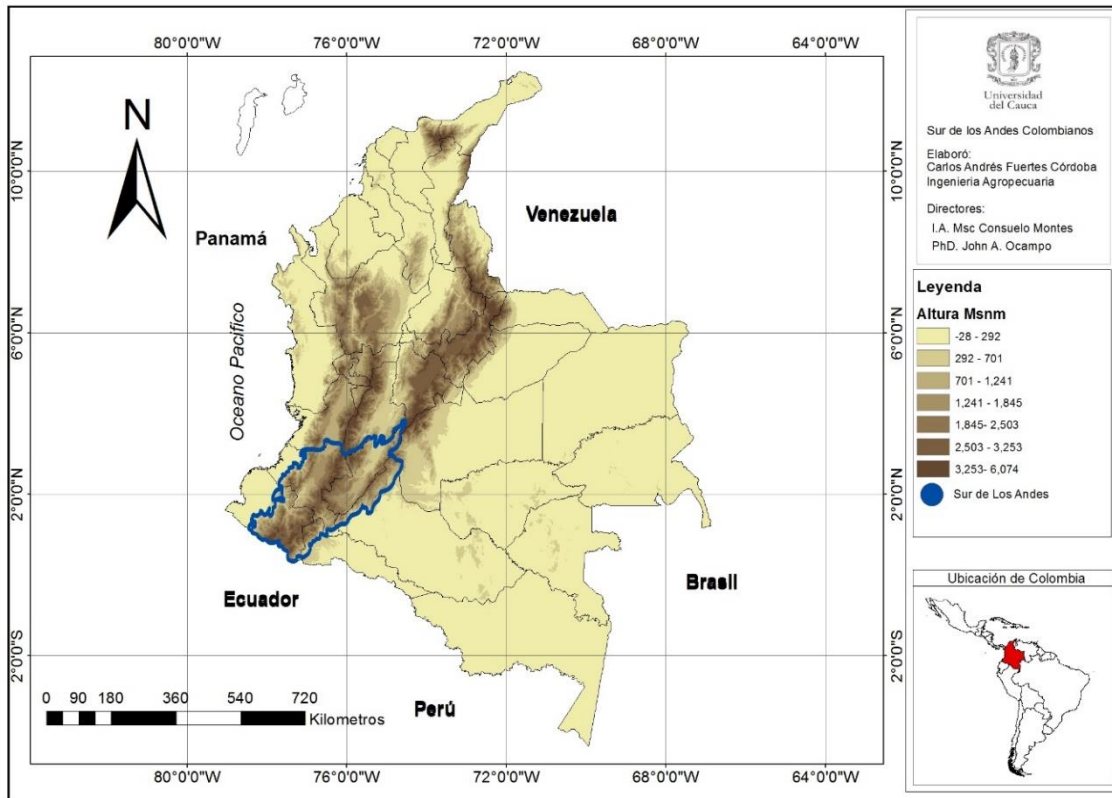 80°0'0"W
76°0'0"W
72°0'0"W
68°0'0"W
64°0'0"W
10°0'0"N
6°0'0"N
2°0'0"N
2°0'0"S
N
Panamá
Venezuela
Oceano Pacifico
Ecuador
Brasil
Perú
0 90 180 360 540 720
Kilometros
10°0'0"N
6°0'0"N
2°0'0"N
2°0'0"S
80°0'0"W
76°0'0"W
72°0'0"W
68°0'0"W
64°0'0"W
Universidad
del Cauca
Sur de los Andes Colombianos
Elaboró:
Carlos Andrés Fuertes Córdoba
Ingenieria Agropecuaria
Directores:
I.A. Msc Consuelo Montes
PhD. John A. Ocampo
Leyenda
Altura Msnm
-28 - 292
292 - 701
701 - 1,241
1,241 - 1,845
1,845- 2,503
2,503 - 3,253
3,253- 6,074
Sur de Los Andes
Ubicación de Colombia